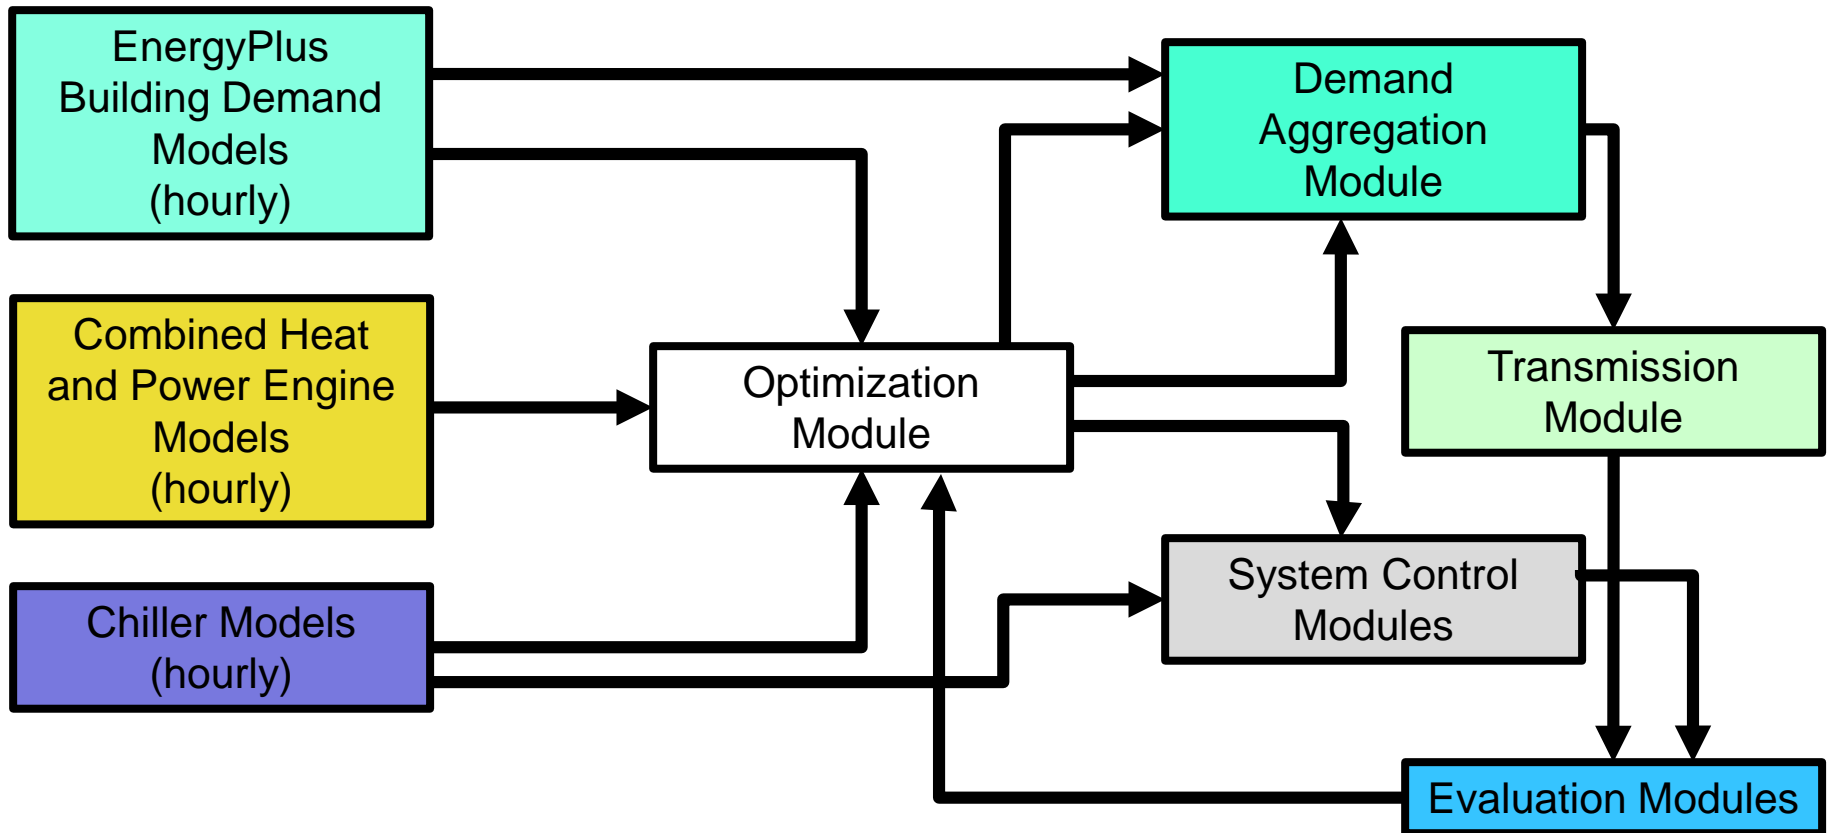 EnergyPlus
Building Demand
Models
(hourly)
Demand
Aggregation
Module
Combined Heat
and Power Engine
Models
(hourly)
Optimization
Module
Transmission
Module
Chiller Models
(hourly)
System Control
Modules
Evaluation Modules